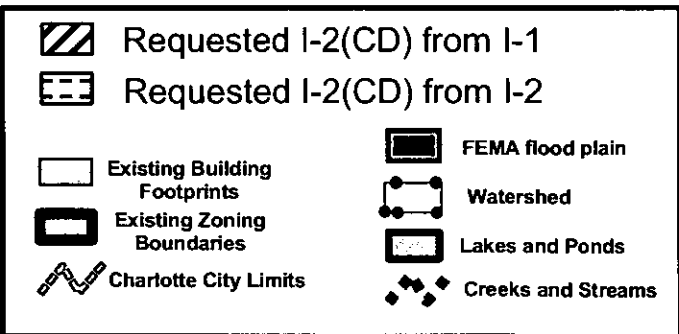 Requested I-2(CD) from I-1
Requested I-2(CD) from I-2
Existing Building
Footprints
Existing Zoning
Boundaries
Charlotte City Limits
FEMA flood plain
Watershed
Lakes and Ponds
Creeks and Streams